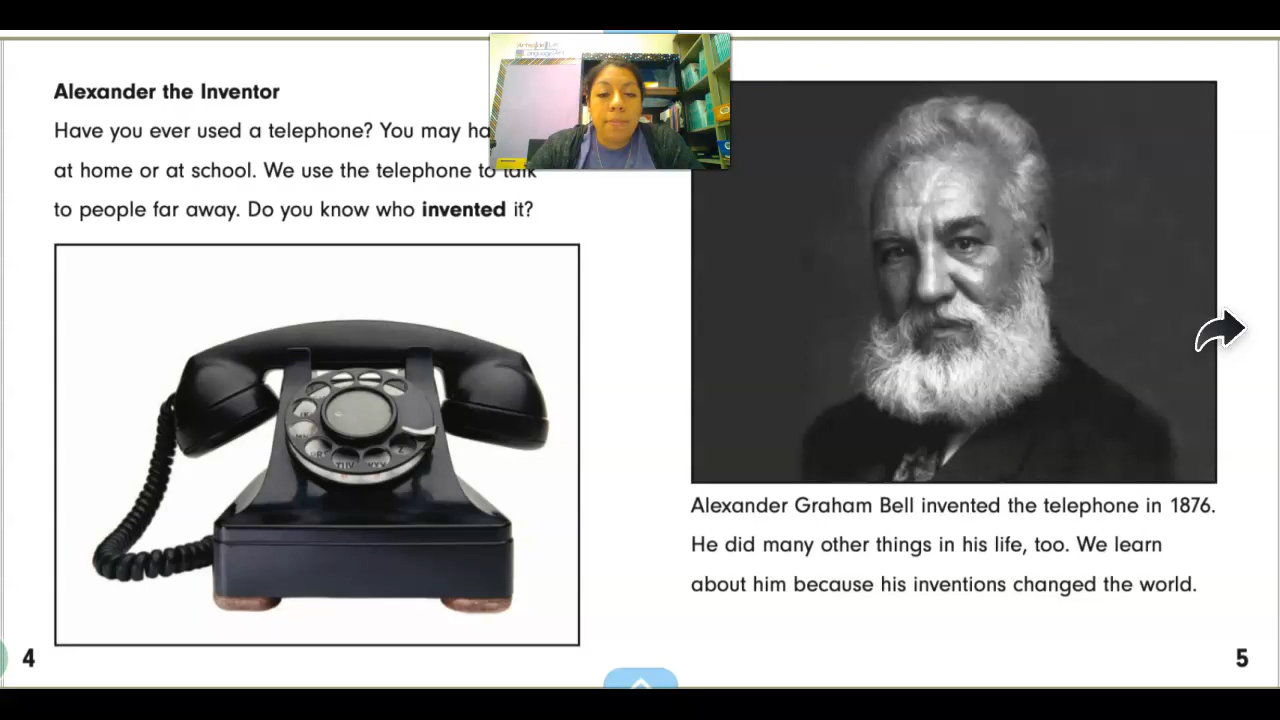 Alexander the Inventor
Have you ever used a telephone? You may
at home or at school. We use the telephone to talk
to people far away. Do you know who invented it?
Alexander Graham Bell invented the telephone in 1876.
He did many other things in his life, too. We learn
about him because his inventions changed the world.
4
5